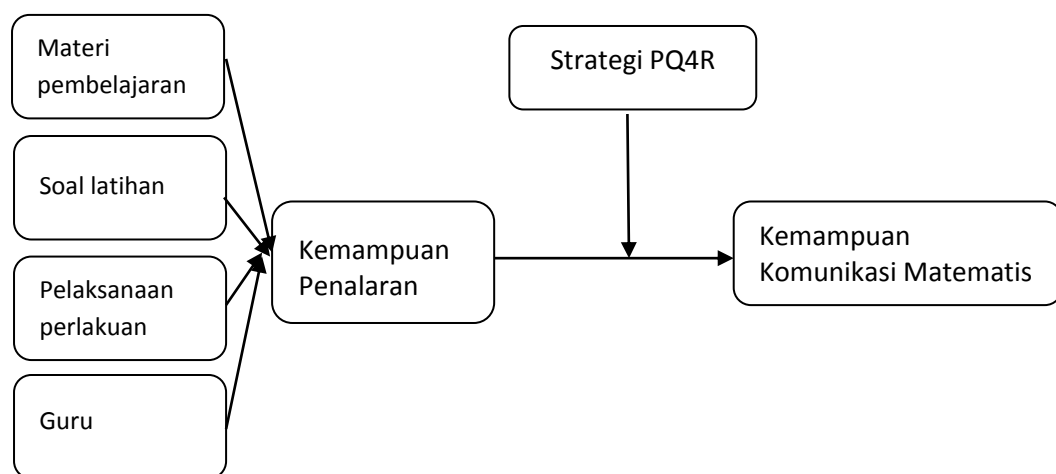 Materi
pembelajaran
Soal latihan
Pelaksanaan
perlakuan
Guru
Kemampuan
Penalaran
Strategi PQ4R
Kemampuan
Komunikasi Matematis